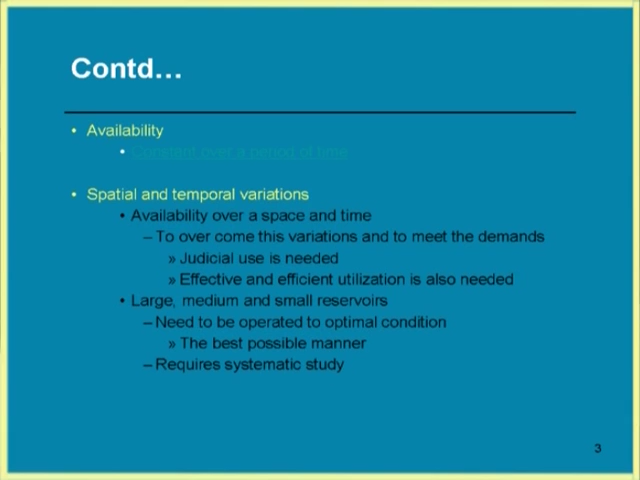 Contd…
• Availability
• Constant over a period of time
• Spatial and temporal variations
• Availability over a space and time
– To over come this variations and to meet the demands
» Judicial use is needed
» Effective and efficient utilization is also needed
• Large, medium and small reservoirs
– Need to be operated to optimal condition
» The best possible manner
– Requires systematic study
3